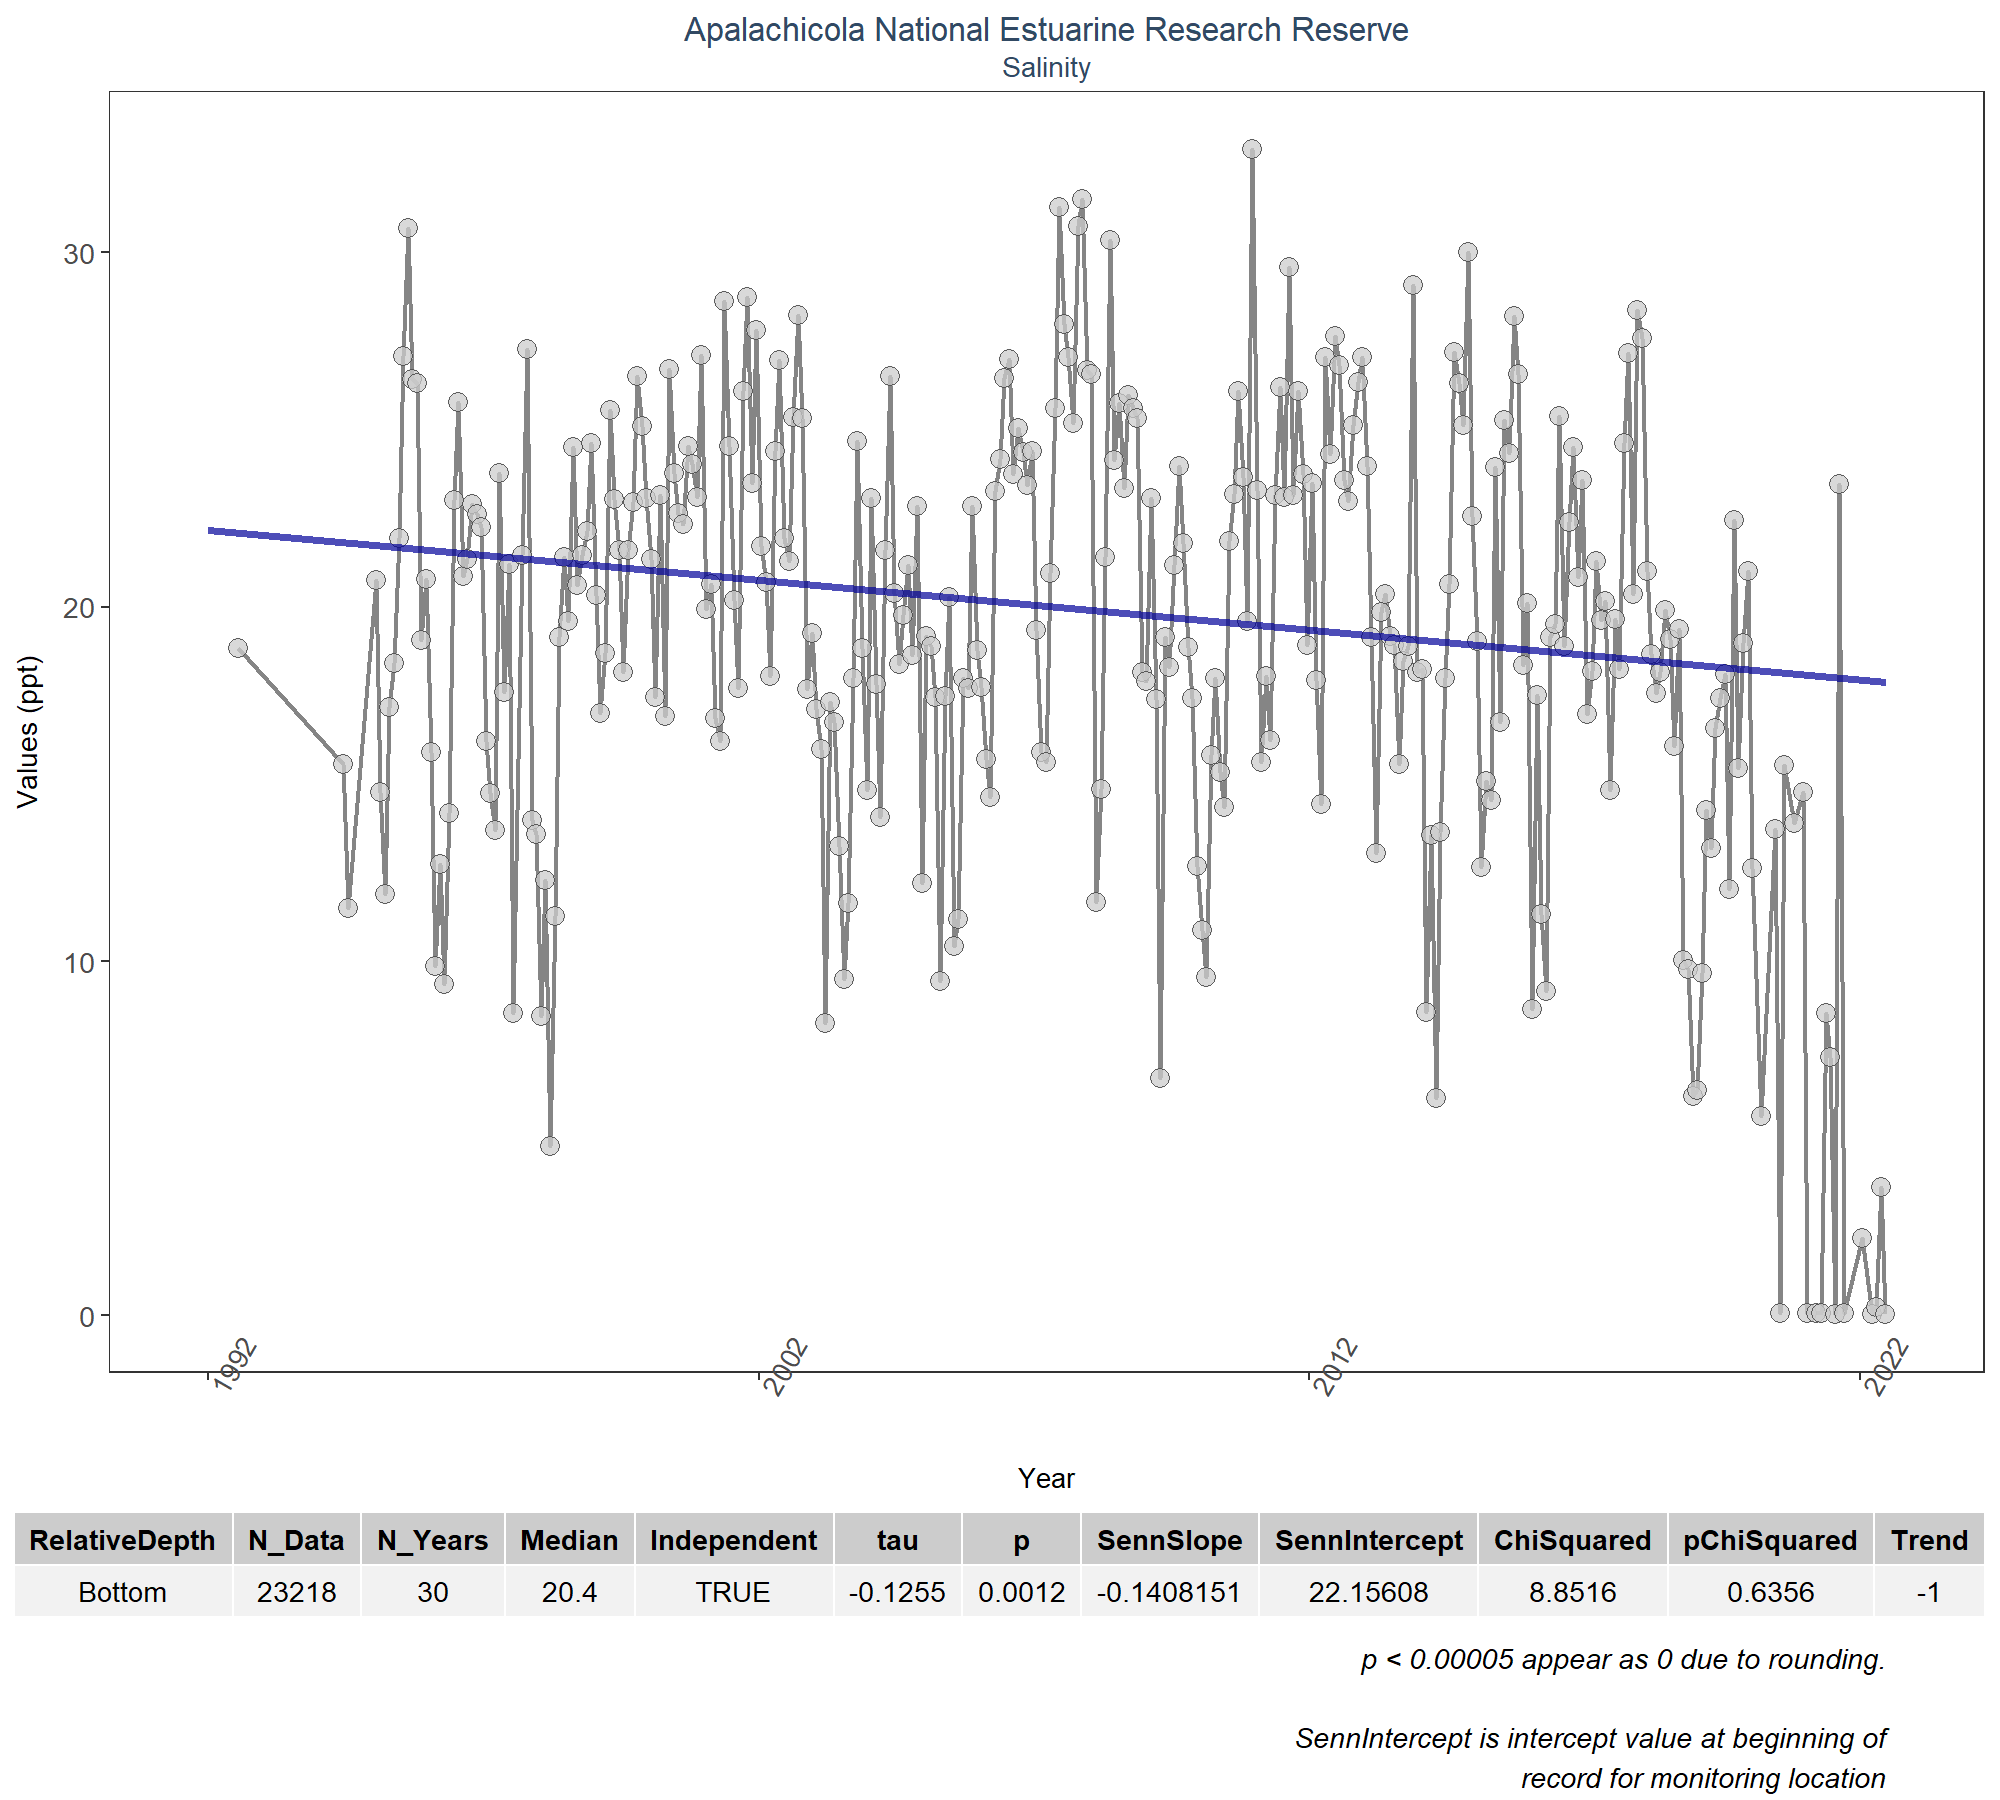 Apalachicola National Estuarine Research Reserve
Salinity
Values (ppt)
30
20
10
0
1992
2002
2012
2022
Year
RelativeDepth N_Data N_Years Median Independent tau p SennSlope SennIntercept ChiSquared pChiSquared Trend
Bottom 23218 30 20.4 TRUE -0.1255 0.0012 -0.1408151 22.15608 8.8516 0.6356 -1
p < 0.00005 appear as 0 due to rounding.
SennIntercept is intercept value at beginning of
record for monitoring location